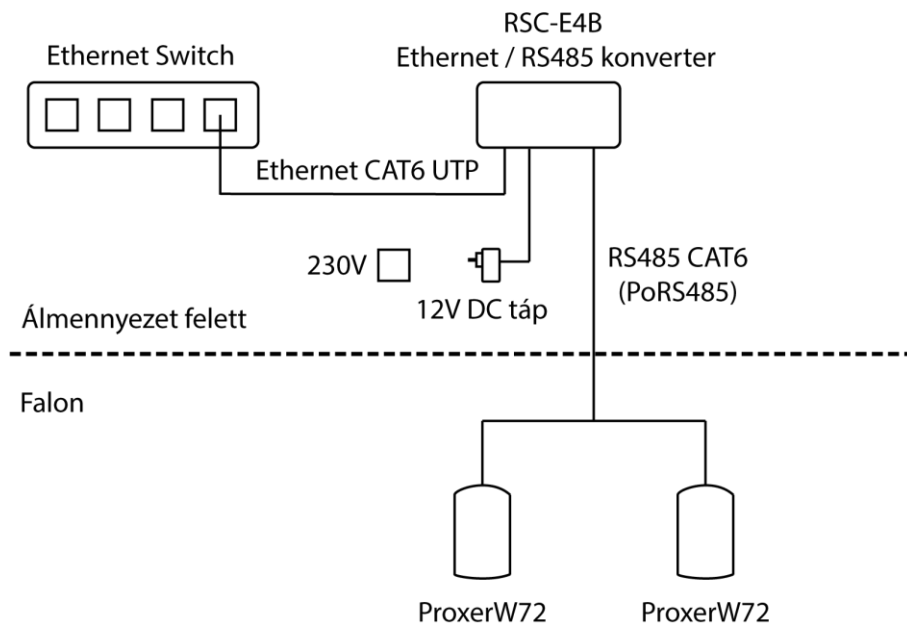 RSC-E4B
Ethernet Switch
Ethernet / RS485 konverter
Ethernet CAT6 UTP
230V
12V DC táp
RS485 CAT6
(PoRS485)
Álmennyezet felett
Falon
ProxerW72
ProxerW72